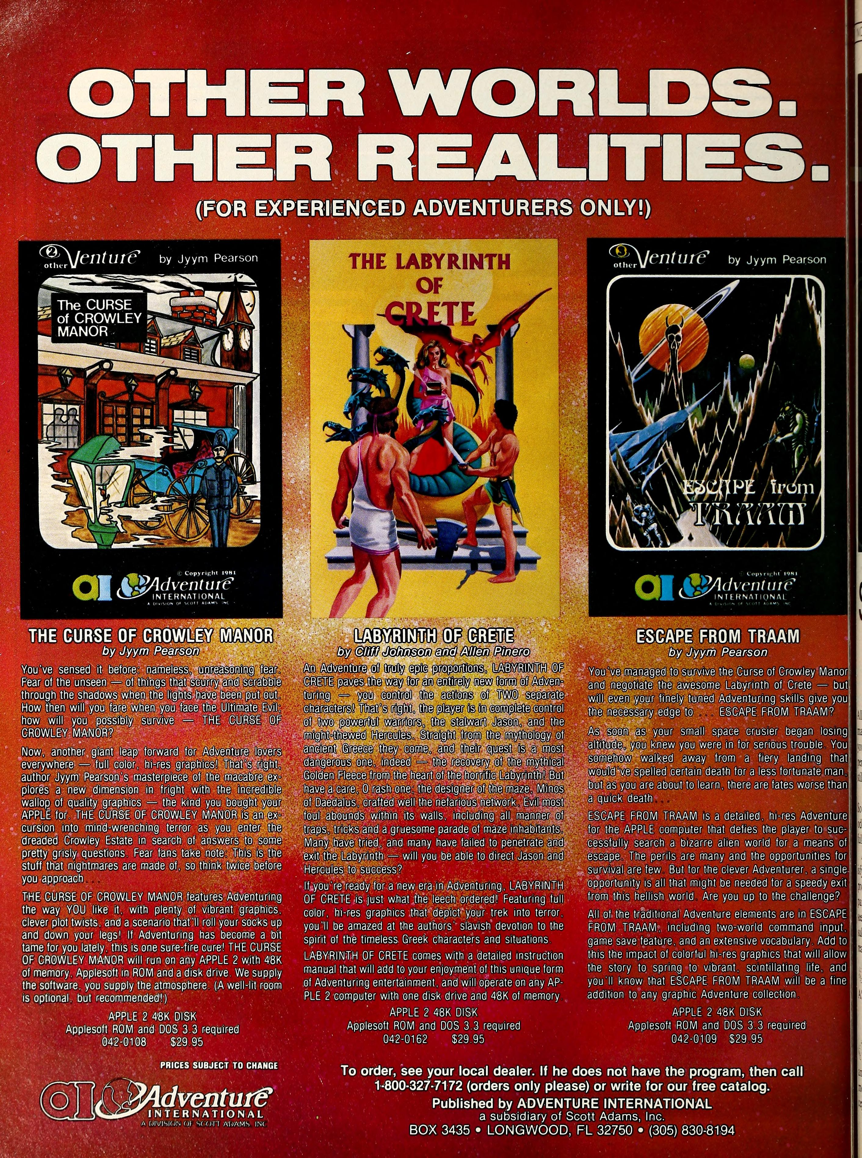 OTHER WORLDS.
OTHER REALITIES.
(FOR EXPERIENCED ADVENTURERS ONLY!)
2
other Venture by Jyym Pearson
The CURSE
of CROWLEY
MANOR
© Copyright 1981
ai Adventure
INTERNATIONAL
A DIVISION OF SCOTT ADAMS, INC.
THE LABYRINTH
OF
CRETE
3
other Venture by Jyym Pearson
ESCAPE from
TRAAM
© Copyright 1981
ai Adventure
INTERNATIONAL
A DIVISION OF SCOTT ADAMS, INC.
THE CURSE OF CROWLEY MANOR
by Jyym Pearson
You've sensed it before: nameless, unreasoning fear.
Fear of the unseen — of things that scurry and scrabble
through the shadows when the lights have been put out.
How then will you fare when you face the Ultimate Evil;
how will you possibly survive — THE CURSE OF
CROWLEY MANOR?
Now, another giant leap forward for Adventure lovers
everywhere — full color, hi-res graphics! That's right,
author Jyym Pearson's masterpiece of the macabre ex-
plores a new dimension in fright with the incredible
wallop of quality graphics — the kind you bought your
APPLE for. THE CURSE OF CROWLEY MANOR is an ex-
cursion into mind-wrenching terror as you enter the
dreaded Crowley Estate in search of answers to some
pretty grisly questions. Fear fans take note: This is the
stuff that nightmares are made of, so think twice before
you approach . . .
THE CURSE OF CROWLEY MANOR features Adventuring
the way YOU like it, with plenty of vibrant graphics,
clever plot twists, and a scenario that'll roll your socks up
and down your legs! If Adventuring has become a bit
tame for you lately, this is one sure-fire cure! THE CURSE
OF CROWLEY MANOR will run on any APPLE 2 with 48K
of memory, Applesoft in ROM and a disk drive. We supply
the software, you supply the atmosphere. (A well-lit room
is optional, but recommended!)
APPLE 2 48K DISK
Applesoft ROM and DOS 3.3 required
042-0108 $29.95
LABYRINTH OF CRETE
by Cliff Johnson and Allen Pinero
An Adventure of truly epic proportions, LABYRINTH OF
CRETE paves the way for an entirely new form of Adven-
turing — you control the actions of TWO separate
characters! That's right, the player is in complete control
of two powerful warriors, the stalwart Jason, and the
might-thewed Hercules. Straight from the mythology of
ancient Greece they come, and their quest is a most
dangerous one, indeed — the recovery of the mythical
Golden Fleece from the heart of the horrific Labyrinth! But
have a care, O rash one; the designer of the maze, Minos
of Daedalus, crafted well the nefarious network. Evil most
foul abounds within its walls, including all manner of
traps, tricks and a gruesome parade of maze inhabitants.
Many have tried, and many have failed to penetrate and
exit the Labyrinth — will you be able to direct Jason and
Hercules to success?
If you're ready for a new era in Adventuring, LABYRINTH
OF CRETE is just what the leech ordered! Featuring full
color, hi-res graphics that depict your trek into terror,
you'll be amazed at the authors' slavish devotion to the
spirit of the timeless Greek characters and situations.
LABYRINTH OF CRETE comes with a detailed instruction
manual that will add to your enjoyment of this unique form
of Adventuring entertainment, and will operate on any AP-
PLE 2 computer with one disk drive and 48K of memory.
APPLE 2 48K DISK
Applesoft ROM and DOS 3.3 required
042-0162 $29.95
ESCAPE FROM TRAAM
by Jyym Pearson
You've managed to survive the Curse of Crowley Manor
and negotiate the awesome Labyrinth of Crete — but
will even your finely tuned Adventuring skills give you
the necessary edge to . . . ESCAPE FROM TRAAM?
As soon as your small space crusier began losing
altitude, you knew you were in for serious trouble. You
somehow walked away from a fiery landing that
would've spelled certain death for a less fortunate man,
but as you are about to learn, there are fates worse than
a quick death . . .
ESCAPE FROM TRAAM is a detailed, hi-res Adventure
for the APPLE computer that defies the player to suc-
cessfully search a bizarre alien world for a means of
escape. The perils are many and the opportunities for
survival are few. But for the clever Adventurer, a single
opportunity is all that might be needed for a speedy exit
from this hellish world. Are you up to the challenge?
All of the traditional Adventure elements are in ESCAPE
FROM TRAAM, including two-world command input,
game save feature, and an extensive vocabulary. Add to
this the impact of colorful hi-res graphics that will allow
the story to spring to vibrant, scintillating life, and
you'll know that ESCAPE FROM TRAAM will be a fine
addition to any graphic Adventure collection.
APPLE 2 48K DISK
Applesoft ROM and DOS 3.3 required
042-0109 $29.95
PRICES SUBJECT TO CHANGE
ai Adventure
INTERNATIONAL
A DIVISION OF SCOTT ADAMS, INC.
To order, see your local dealer. If he does not have the program, then call
1-800-327-7172 (orders only please) or write for our free catalog.
Published by ADVENTURE INTERNATIONAL
a subsidiary of Scott Adams, Inc.
BOX 3435 • LONGWOOD, FL 32750 • (305) 830-8194